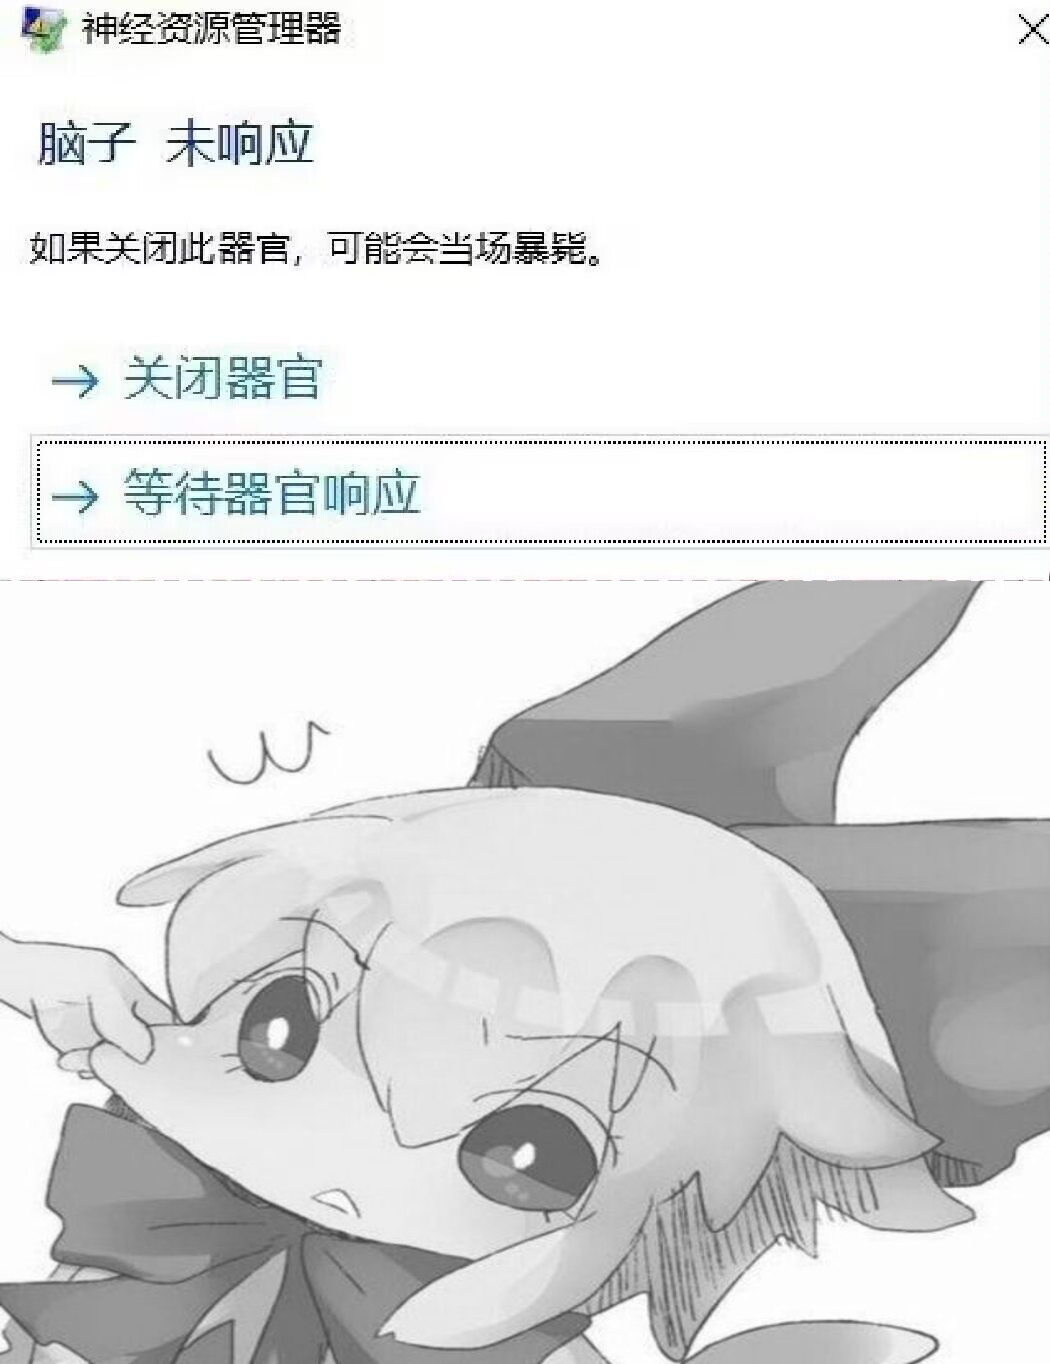 神经资源管理器
脑子 未响应
如果关闭此器官，可能会当场暴毙。
→ 关闭器官
→ 等待器官响应